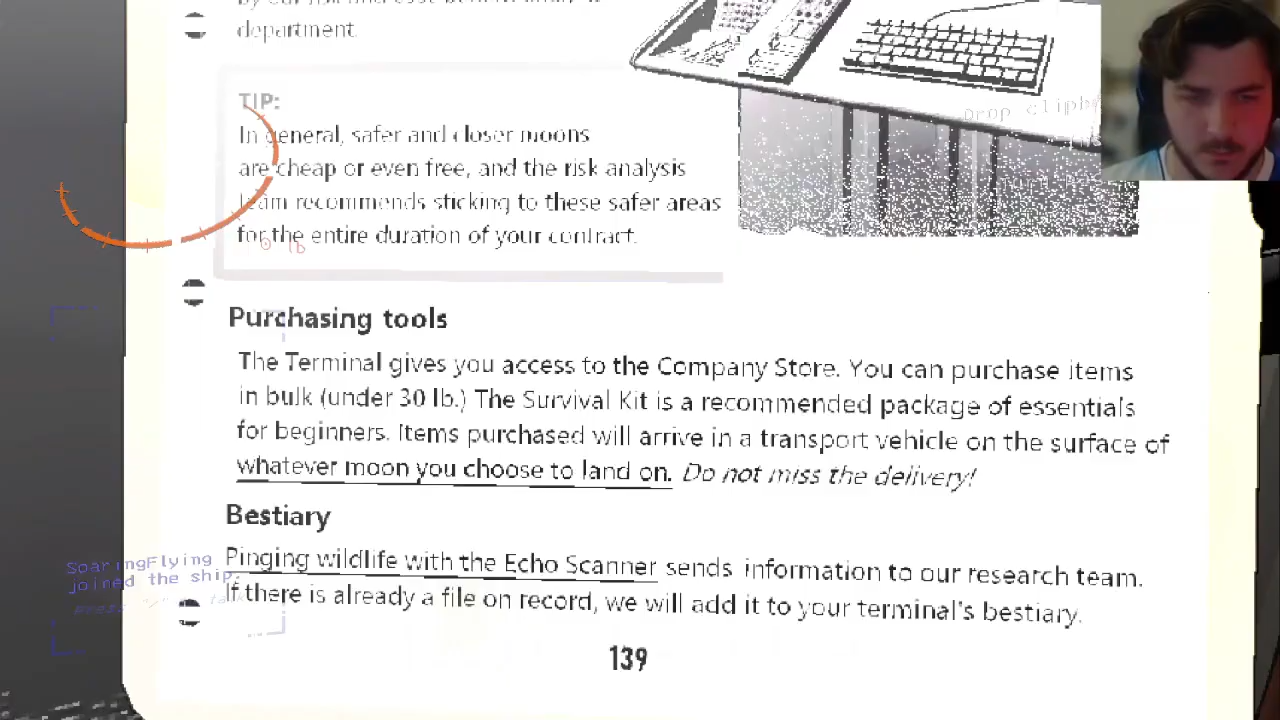 department.
TIP:
In general, safer and closer moons
are cheap or even free, and the risk analysis
team recommends sticking to these safer areas
for the entire duration of your contract.
0 lb
Drop clipb
Purchasing tools
The Terminal gives you access to the Company Store. You can purchase items
in bulk (under 30 lb.) The Survival Kit is a recommended package of essentials
for beginners. Items purchased will arrive in a transport vehicle on the surface of
whatever moon you choose to land on. Do not miss the delivery!
Bestiary
Pinging wildlife with the Echo Scanner sends information to our research team.
If there is already a file on record, we will add it to your terminal's bestiary.
SoaringFlying
joined the ship
139